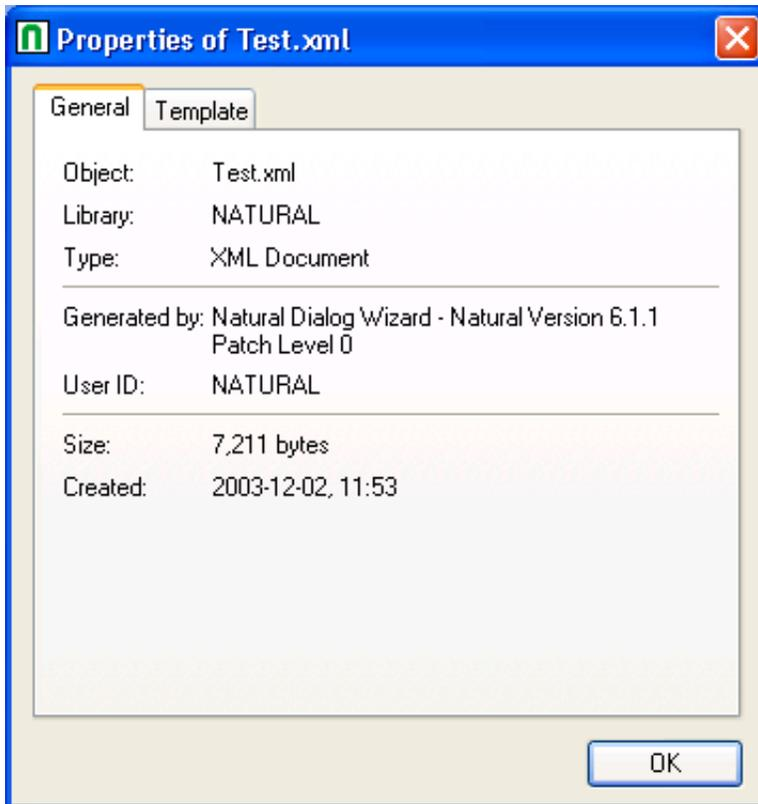 Properties of Test.xml
General Template
Object: Test.xml
Library: NATURAL
Type: XML Document
Generated by: Natural Dialog Wizard - Natural Version 6.1.1
Patch Level 0
User ID: NATURAL
Size: 7,211 bytes
Created: 2003-12-02, 11:53
OK